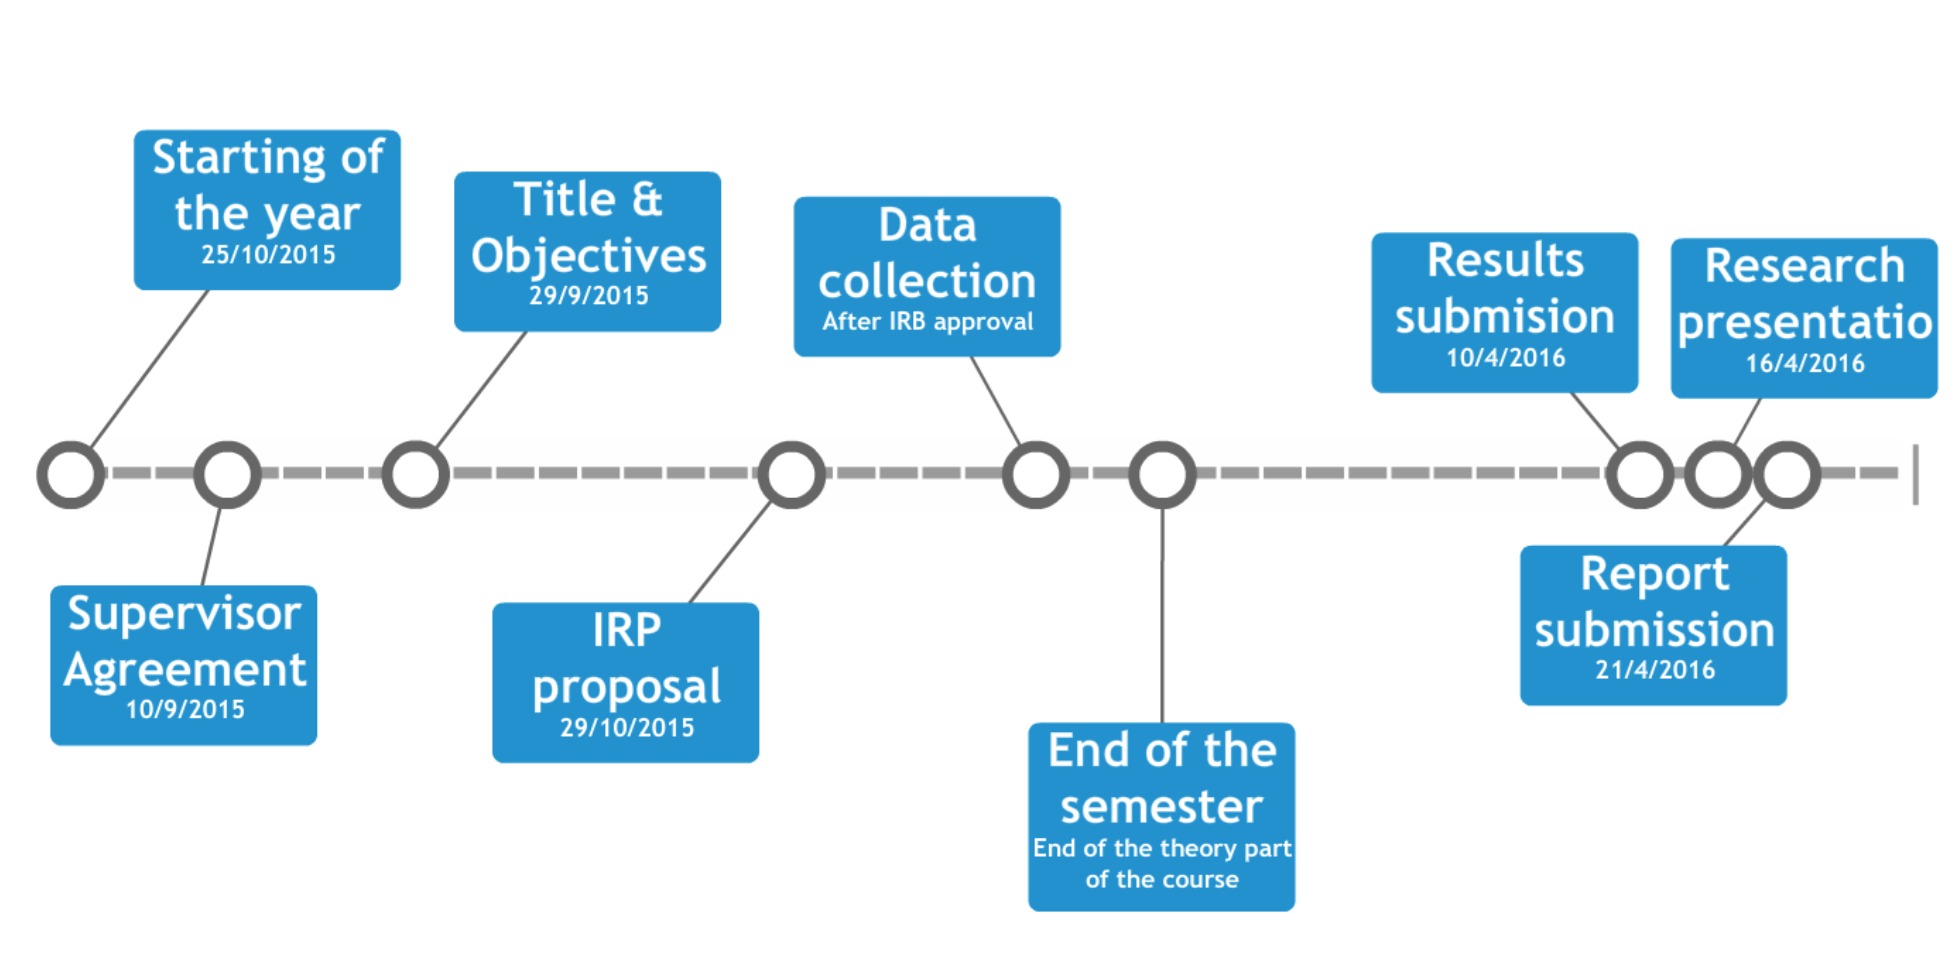 Starting of
the year
25/10/2015
Supervisor
Agreement
10/9/2015
Title &
Objectives
29/9/2015
IRP
proposal
29/10/2015
Data
collection
After IRB approval
End of the
semester
End of the theory part
of the course
Results
submision
10/4/2016
Research
presentatio
16/4/2016
Report
submission
21/4/2016